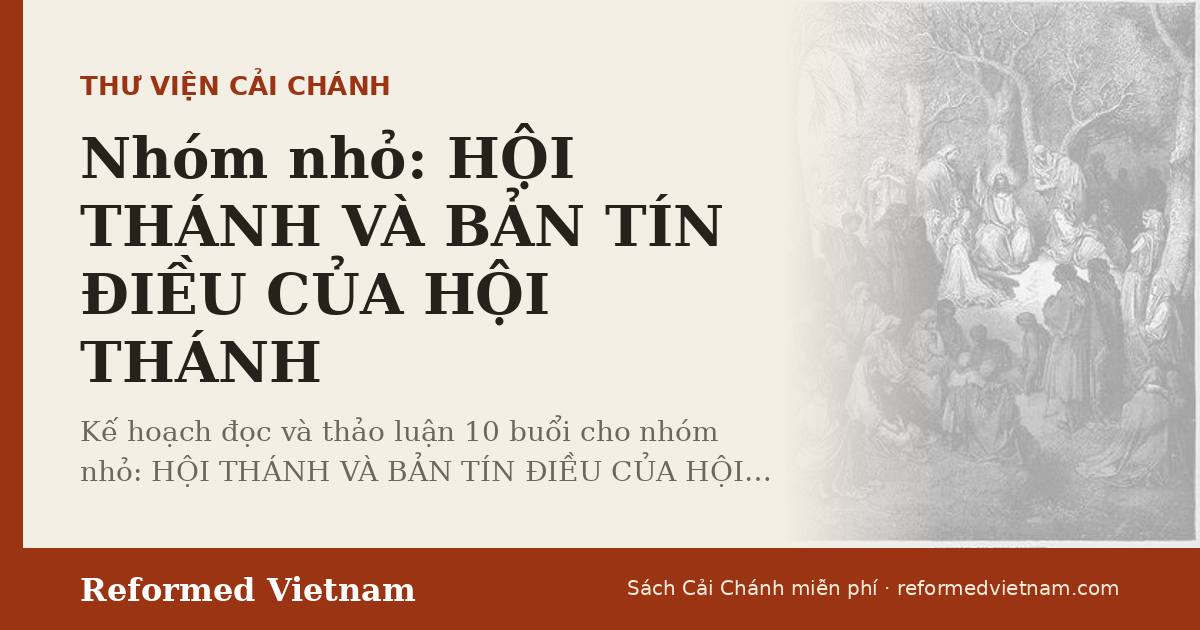 THƯ VIỆN CẢI CHÁNH
Nhóm nhỏ: HỘI
THÁNH VÀ BẢN TÍN
ĐIỀU CỦA HỘI
THÁNH
Kế hoạch đọc và thảo luận 10 buổi cho nhóm
nhỏ: HỘI THÁNH VÀ BẢN TÍN ĐIỀU CỦA HỘI...
Reformed Vietnam
Sách Cải Chánh miễn phí · reformedvietnam.com